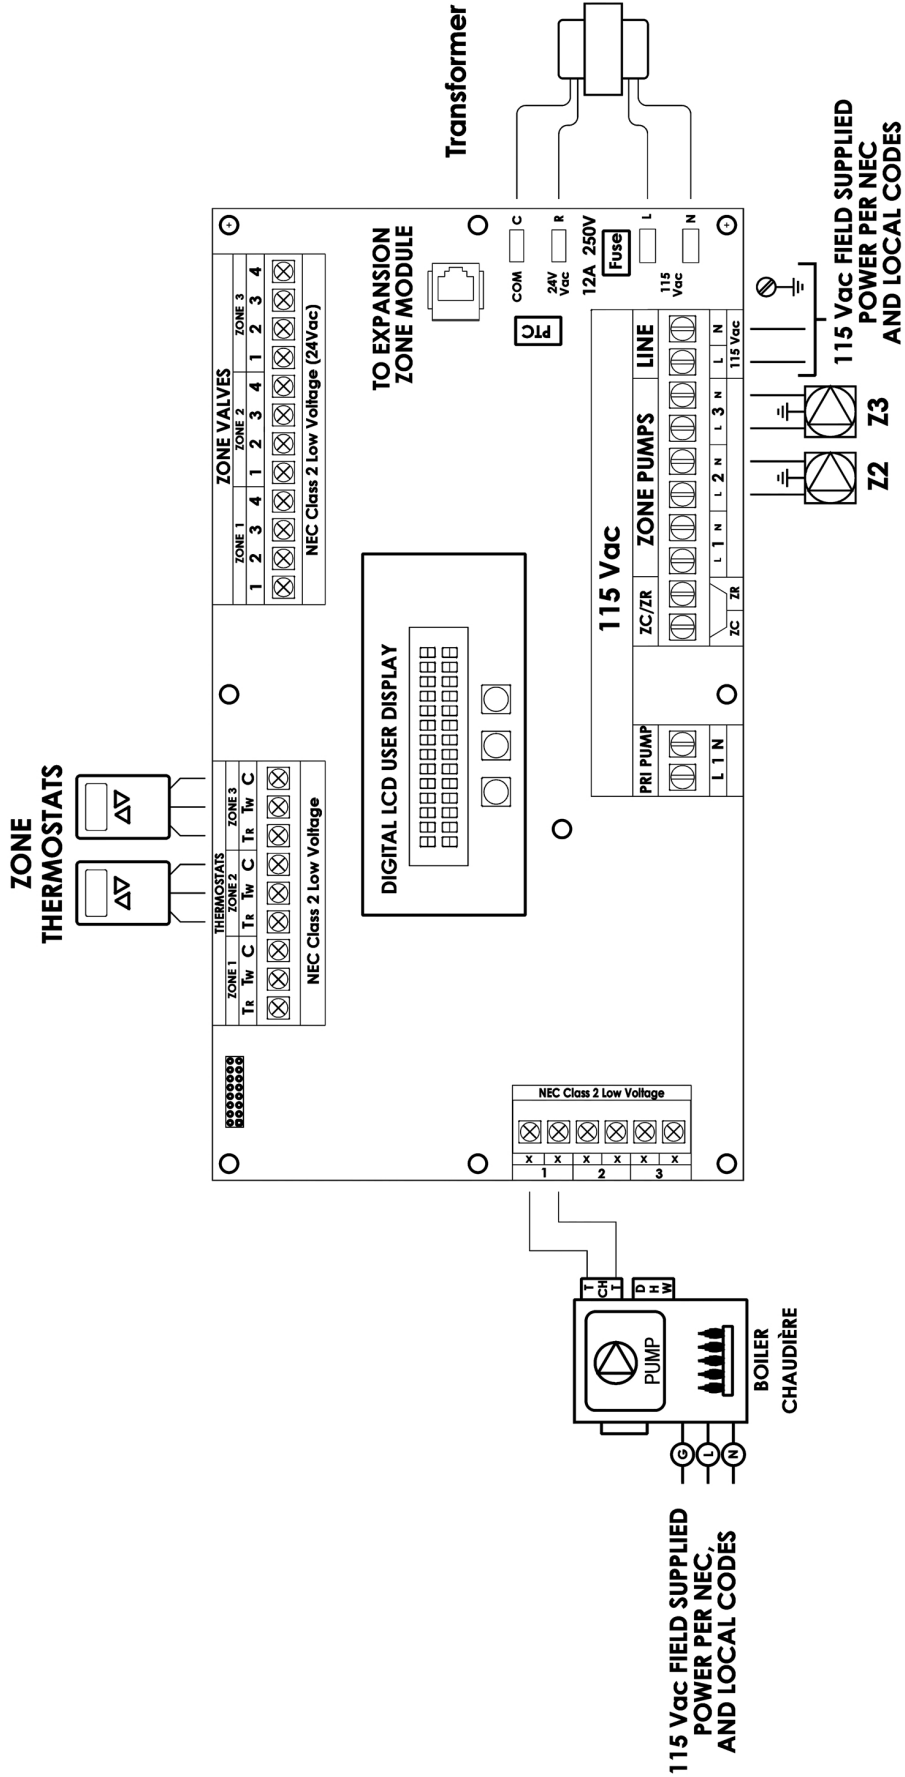 ZONE
THERMOSTATS
THERMOSTATS
ZONE 1 ZONE 2 ZONE 3
TR TW C TR TW C TR TW C
NEC Class 2 Low Voltage
ZONE VALVES
ZONE 1 ZONE 2 ZONE 3
1 2 3 4 1 2 3 4 1 2 3 4
NEC Class 2 Low Voltage (24Vac)
TO EXPANSION
ZONE MODULE
Transformer
DIGITAL LCD USER DISPLAY
COM C
PTC
24V
Vac
R
12A 250V
Fuse
L
115
Vac
N
NEC Class 2 Low Voltage
X X X X X X
1 2 3
115 Vac
PRI PUMP ZC/ZR ZONE PUMPS LINE
L 1 N
L 1 N L 2 N L 3 N L N
ZC ZR
115 Vac
T
CH
T
D
H
W
PUMP
G
L
N
BOILER
CHAUDIÈRE
115 Vac FIELD SUPPLIED
POWER PER NEC,
AND LOCAL CODES
Z2 Z3
115 Vac FIELD SUPPLIED
POWER PER NEC
AND LOCAL CODES